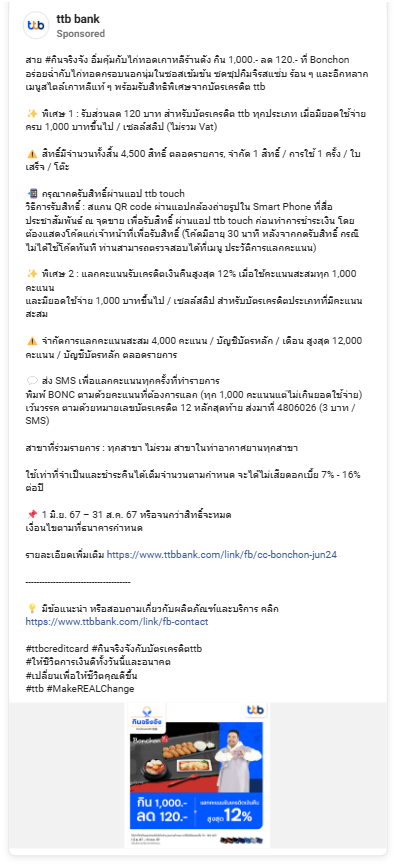 ttb
ttb bank
Sponsored
สาย #กินจริงจัง อิ่มคุ้มกับไก่ทอดเกาหลีร้านดัง กิน 1,000.- ลด 120.- ที่ Bonchon
อร่อยฉ่ำกับไก่ทอดกรอบนอกนุ่มในซอสเข้มข้น ซดซุปกิมจิรสแซ่บ ร้อน ๆ และอีกหลาก
เมนูสไตล์เกาหลีแท้ ๆ พร้อมรับสิทธิพิเศษจากบัตรเครดิต ttb
✨ พิเศษ 1 : รับส่วนลด 120 บาท สำหรับบัตรเครดิต ttb ทุกประเภท เมื่อมียอดใช้จ่าย
ครบ 1,000 บาทขึ้นไป / เซลล์สลิป (ไม่รวม Vat)
⚠️ สิทธิ์มีจำนวนทั้งสิ้น 4,500 สิทธิ์ ตลอดรายการ, จำกัด 1 สิทธิ์ / การใช้ 1 ครั้ง / ใบ
เสร็จ / โต๊ะ
📲 กรุณากดรับสิทธิ์ผ่านแอป ttb touch
วิธีการรับสิทธิ์ : สแกน QR code ผ่านแอปกล้องถ่ายรูปใน Smart Phone ที่สื่อ
ประชาสัมพันธ์ ณ จุดขาย เพื่อรับสิทธิ์ ผ่านแอป ttb touch ก่อนทำการชำระเงิน โดย
ต้องแสดงโค้ดแก่เจ้าหน้าที่เพื่อรับสิทธิ์ (โค้ดมีอายุ 30 นาที หลังจากกดรับสิทธิ์ กรณี
ไม่ได้ใช้โค้ดทันที ท่านสามารถตรวจสอบได้ที่เมนู ประวัติการแลกคะแนน)
✨ พิเศษ 2 : แลกคะแนนรับเครดิตเงินคืนสูงสุด 12% เมื่อใช้คะแนนสะสมทุก 1,000
คะแนน
และมียอดใช้จ่าย 1,000 บาทขึ้นไป / เซลล์สลิป สำหรับบัตรเครดิตประเภทที่มีคะแนน
สะสม
⚠️ จำกัดการแลกคะแนนสะสม 4,000 คะแนน / บัญชีบัตรหลัก / เดือน สูงสุด 12,000
คะแนน / บัญชีบัตรหลัก ตลอดรายการ
💬 ส่ง SMS เพื่อแลกคะแนนทุกครั้งที่ทำรายการ
พิมพ์ BONC ตามด้วยคะแนนที่ต้องการแลก (ทุก 1,000 คะแนนแต่ไม่เกินยอดใช้จ่าย)
เว้นวรรค ตามด้วยหมายเลขบัตรเครดิต 12 หลักสุดท้าย ส่งมาที่ 4806026 (3 บาท /
SMS)
สาขาที่ร่วมรายการ : ทุกสาขา ไม่รวม สาขาในท่าอากาศยานทุกสาขา
ใช้เท่าที่จำเป็นและชำระคืนได้เต็มจำนวนตามกำหนด จะได้ไม่เสียดอกเบี้ย 7% - 16%
ต่อปี
📌 1 มิ.ย. 67 – 31 ส.ค. 67 หรือจนกว่าสิทธิ์จะหมด
เงื่อนไขตามที่ธนาคารกำหนด
รายละเอียดเพิ่มเติม https://www.ttbbank.com/link/fb/cc-bonchon-jun24
--------------------------------------
💡 มีข้อแนะนำ หรือสอบถามเกี่ยวกับผลิตภัณฑ์และบริการ คลิก
https://www.ttbbank.com/link/fb-contact
#ttbcreditcard #กินจริงจังกับบัตรเครดิตttb
#ให้ชีวิตการเงินดีทั้งวันนี้และอนาคต
#เปลี่ยนเพื่อให้ชีวิตคุณดีขึ้น
#ttb #MakeREALChange
กินจริงจัง
ttb
Bonchon
กิน 1,000.-
ลด 120.-
แลกคะแนนรับเครดิตเงินคืน
สูงสุด 12%